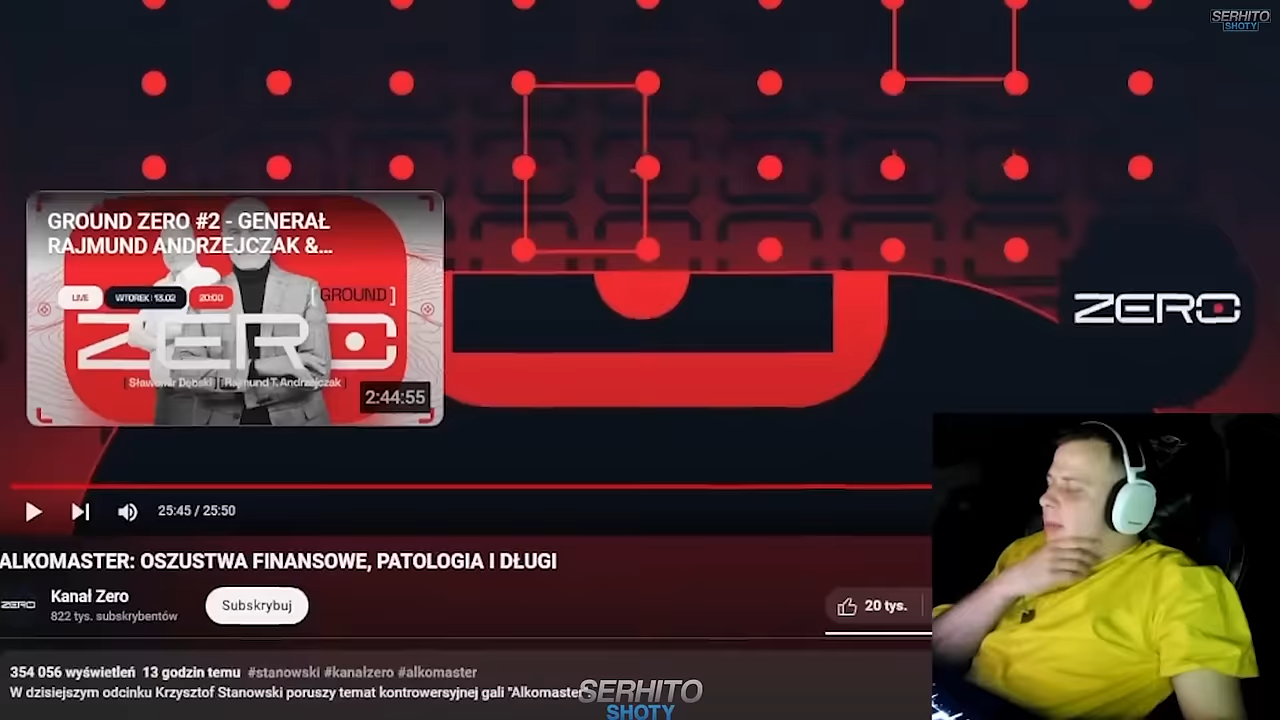 SERHITO
SHOTY
GROUND ZERO #2 - GENERAŁ
RAJMUND ANDRZEJCZAK &...
LIVE
WTOREK | 13.02
20:00
[GROUND]
ZERO
Sławomir Dębski
Rajmund T. Andrzejczak
2:44:55
ZERO
25:45 / 25:50
ALKOMASTER: OSZUSTWA FINANSOWE, PATOLOGIA I DŁUGI
ZERO
Kanał Zero
822 tys. subskrybentów
Subskrybuj
20 tys.
354 056 wyświetleń 13 godzin temu #stanowski #kanałzero #alkomaster
W dzisiejszym odcinku Krzysztof Stanowski poruszy temat kontrowersyjnej gali "Alkomaster
SERHITO
SHOTY